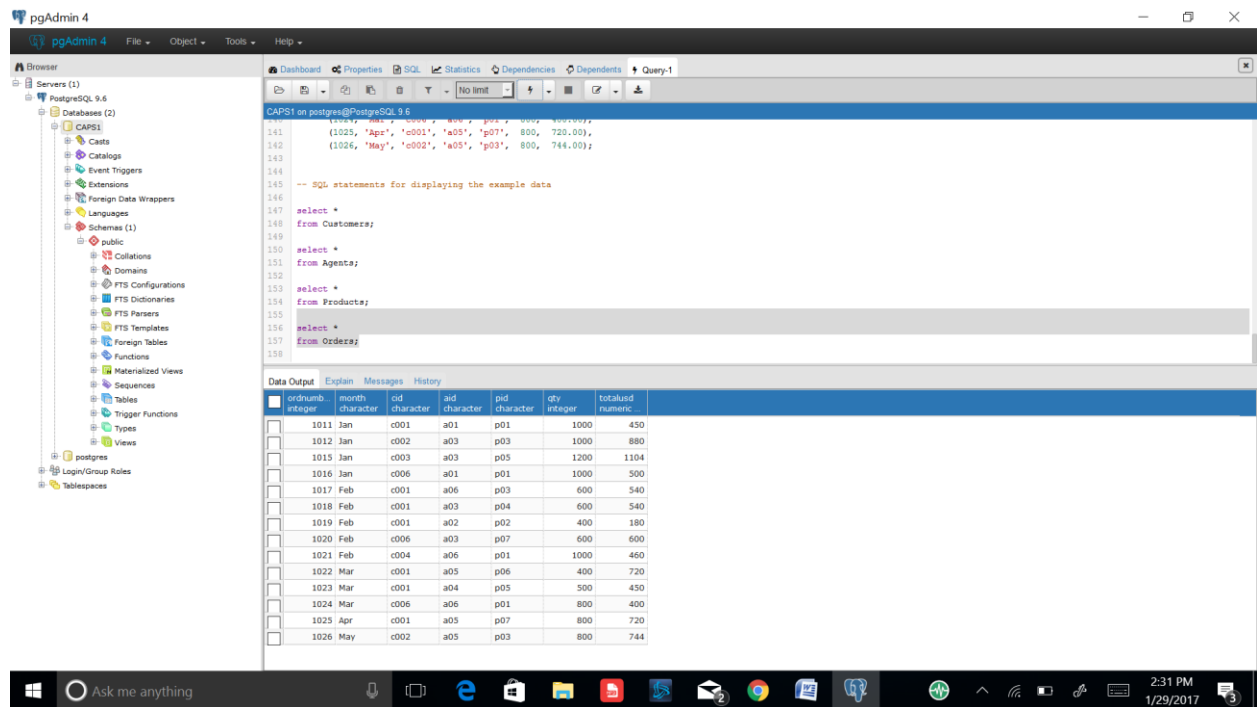 pgAdmin 4
pgAdmin 4 File Object Tools Help
Browser
Servers (1)
PostgreSQL 9.6
Databases (2)
CAPS1
Casts
Catalogs
Event Triggers
Extensions
Foreign Data Wrappers
Languages
Schemas (1)
public
Collations
Domains
FTS Configurations
FTS Dictionaries
FTS Parsers
FTS Templates
Foreign Tables
Functions
Materialized Views
Sequences
Tables
Trigger Functions
Types
Views
postgres
Login/Group Roles
Tablespaces
Dashboard Properties SQL Statistics Dependencies Dependents Query-1
No limit
CAPS1 on postgres@PostgreSQL 9.6
141 (1025, 'Apr', 'c001', 'a05', 'p07', 800, 720.00),
142 (1026, 'May', 'c002', 'a05', 'p03', 800, 744.00);
143
144
145 -- SQL statements for displaying the example data
146
147 select *
148 from Customers;
149
150 select *
151 from Agents;
152
153 select *
154 from Products;
155
156 select *
157 from Orders;
158
Data Output Explain Messages History
ordnumb... month cid aid pid qty totalusd
integer character character character character integer numeric ...
1011 Jan c001 a01 p01 1000 450
1012 Jan c002 a03 p03 1000 880
1015 Jan c003 a03 p05 1200 1104
1016 Jan c006 a01 p01 1000 500
1017 Feb c001 a06 p03 600 540
1018 Feb c001 a03 p04 600 540
1019 Feb c001 a02 p02 400 180
1020 Feb c006 a03 p07 600 600
1021 Feb c004 a06 p01 1000 460
1022 Mar c001 a05 p06 400 720
1023 Mar c001 a04 p05 500 450
1024 Mar c006 a06 p01 800 400
1025 Apr c001 a05 p07 800 720
1026 May c002 a05 p03 800 744
Ask me anything
2
2:31 PM
1/29/2017
3